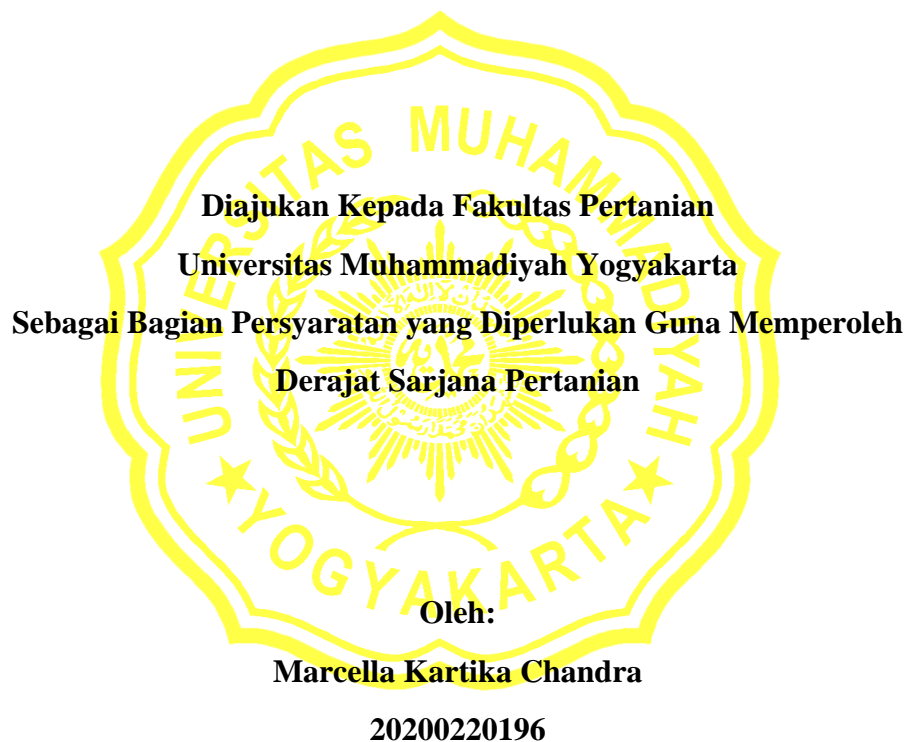 UNIVERSITAS MUHAMMADIYAH
YOGYAKARTA
Diajukan Kepada Fakultas Pertanian
Universitas Muhammadiyah Yogyakarta
Sebagai Bagian Persyaratan yang Diperlukan Guna Memperoleh
Derajat Sarjana Pertanian
Oleh:
Marcella Kartika Chandra
20200220196